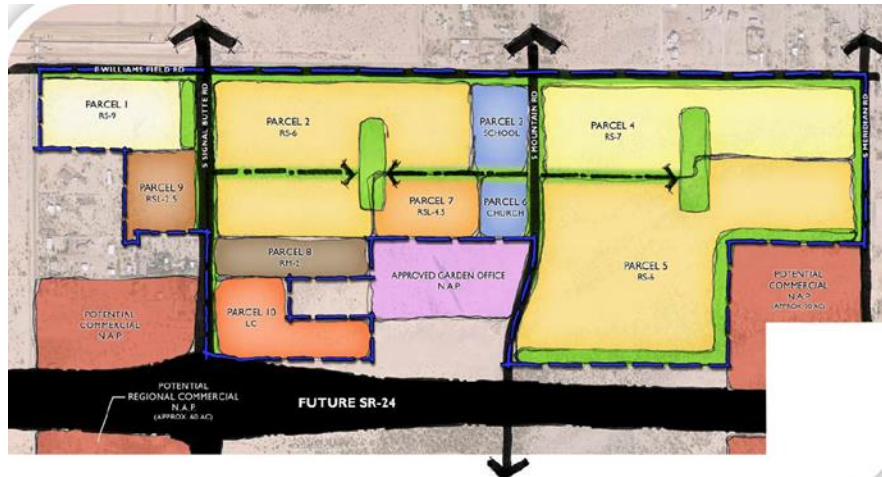 E WILLIAMS FIELD RD
PARCEL 1
RS-9
S SIGNAL BUTTE RD
PARCEL 2
RS-6
PARCEL 3
SCHOOL
S MOUNTAIN RD
PARCEL 4
RS-7
S MERIDIAN RD
PARCEL 9
RSL-2.5
PARCEL 7
RSL-4.5
PARCEL 6
CHURCH
PARCEL 8
RM-2
APPROVED GARDEN OFFICE
N.A.P.
PARCEL 5
RS-6
POTENTIAL
COMMERCIAL
N.A.P.
POTENTIAL
COMMERCIAL
N.A.P.
PARCEL 10
LC
POTENTIAL
REGIONAL COMMERCIAL
N.A.P.
(APPROX. 60 AC)
FUTURE SR-24